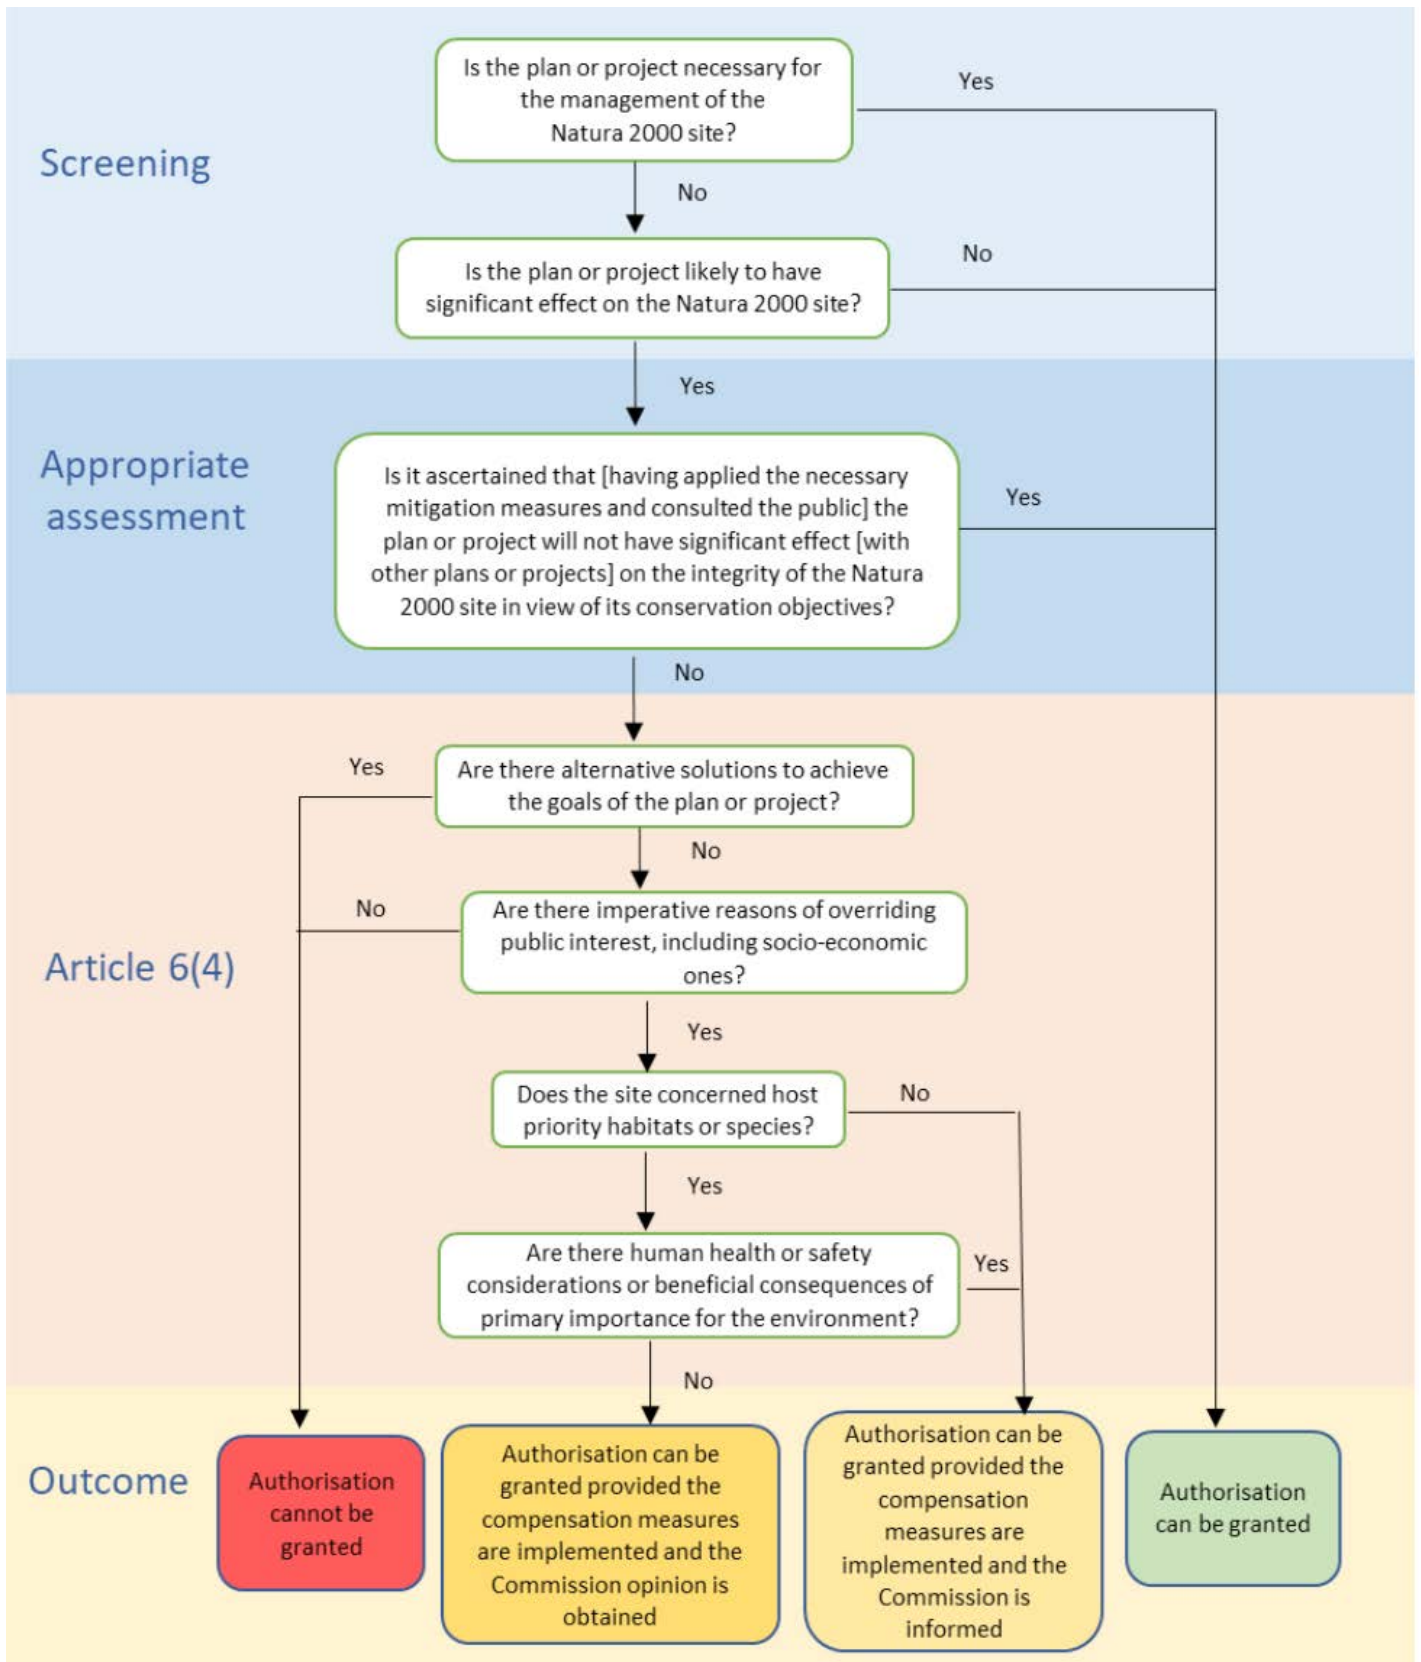 Screening
Is the plan or project necessary for
the management of the
Natura 2000 site?
Yes
No
Is the plan or project likely to have
significant effect on the Natura 2000 site?
No
Yes
Appropriate
assessment
Is it ascertained that [having applied the necessary
mitigation measures and consulted the public] the
plan or project will not have significant effect [with
other plans or projects] on the integrity of the Natura
2000 site in view of its conservation objectives?
Yes
No
Article 6(4)
Are there alternative solutions to achieve
the goals of the plan or project?
Yes
No
Are there imperative reasons of overriding
public interest, including socio-economic
ones?
No
Yes
Does the site concerned host
priority habitats or species?
No
Yes
Are there human health or safety
considerations or beneficial consequences of
primary importance for the environment?
Yes
No
Outcome
Authorisation
cannot be
granted
Authorisation can be
granted provided the
compensation measures
are implemented and the
Commission opinion is
obtained
Authorisation can be
granted provided the
compensation
measures are
implemented and the
Commission is
informed
Authorisation
can be granted